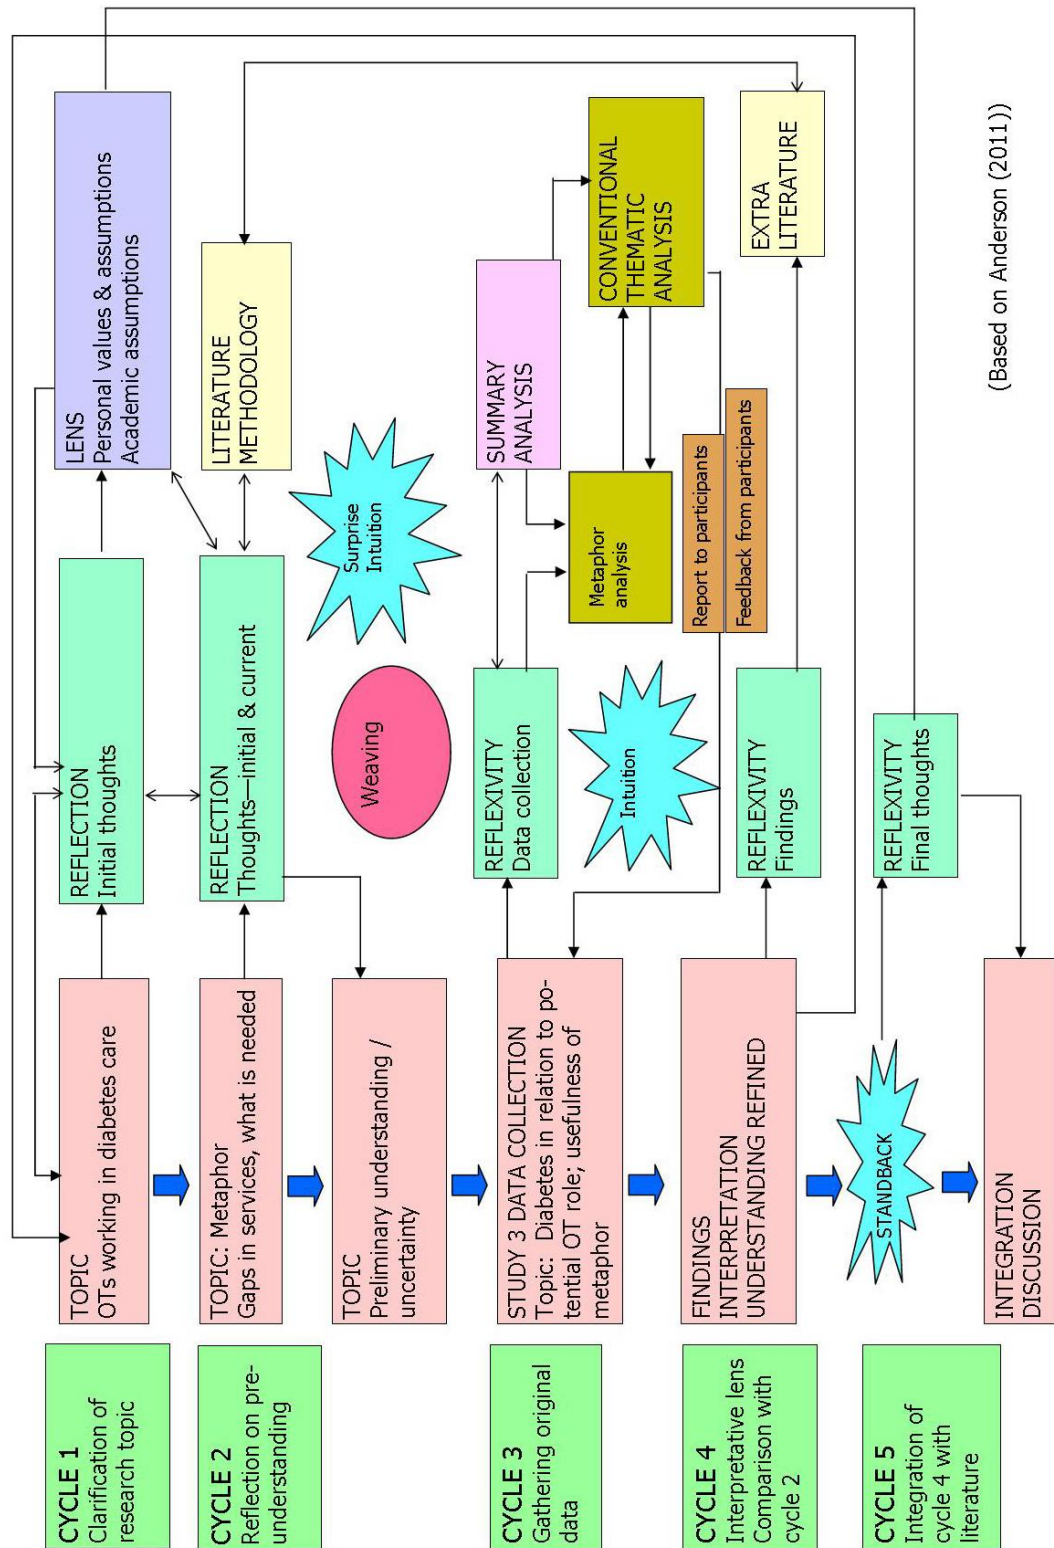 CYCLE 1
Clarification of
research topic
TOPIC
OTs working in diabetes care
REFLECTION
Initial thoughts
LENS
Personal values & assumptions
Academic assumptions
CYCLE 2
Reflection on pre-
understanding
TOPIC: Metaphor
Gaps in services, what is needed
REFLECTION
Thoughts—initial & current
LITERATURE
METHODOLOGY
TOPIC
Preliminary understanding /
uncertainty
Weaving
Surprise
Intuition
CYCLE 3
Gathering original
data
STUDY 3 DATA COLLECTION
Topic: Diabetes in relation to po-
tential OT role; usefulness of
metaphor
REFLEXIVITY
Data collection
SUMMARY
ANALYSIS
Intuition
Metaphor
analysis
CONVENTIONAL
THEMATIC
ANALYSIS
Report to participants
Feedback from participants
CYCLE 4
Interpretative lens
Comparison with
cycle 2
FINDINGS
INTERPRETATION
UNDERSTANDING REFINED
REFLEXIVITY
Findings
EXTRA
LITERATURE
CYCLE 5
Integration of
cycle 4 with
literature
STANDBACK
REFLEXIVITY
Final thoughts
INTEGRATION
DISCUSSION
(Based on Anderson (2011))